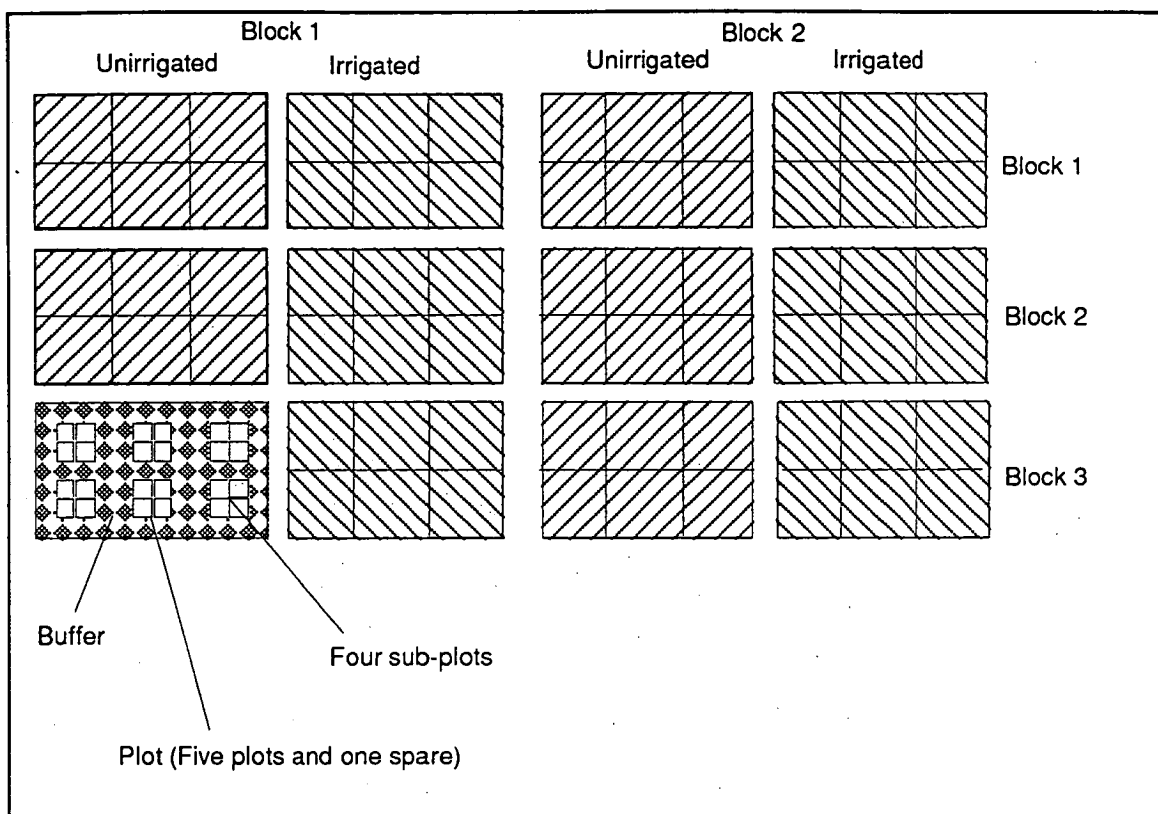 Block 1 Block 2
Unirrigated Irrigated Unirrigated Irrigated
Block 1
Block 2
Block 3
Buffer
Four sub-plots
Plot (Five plots and one spare)